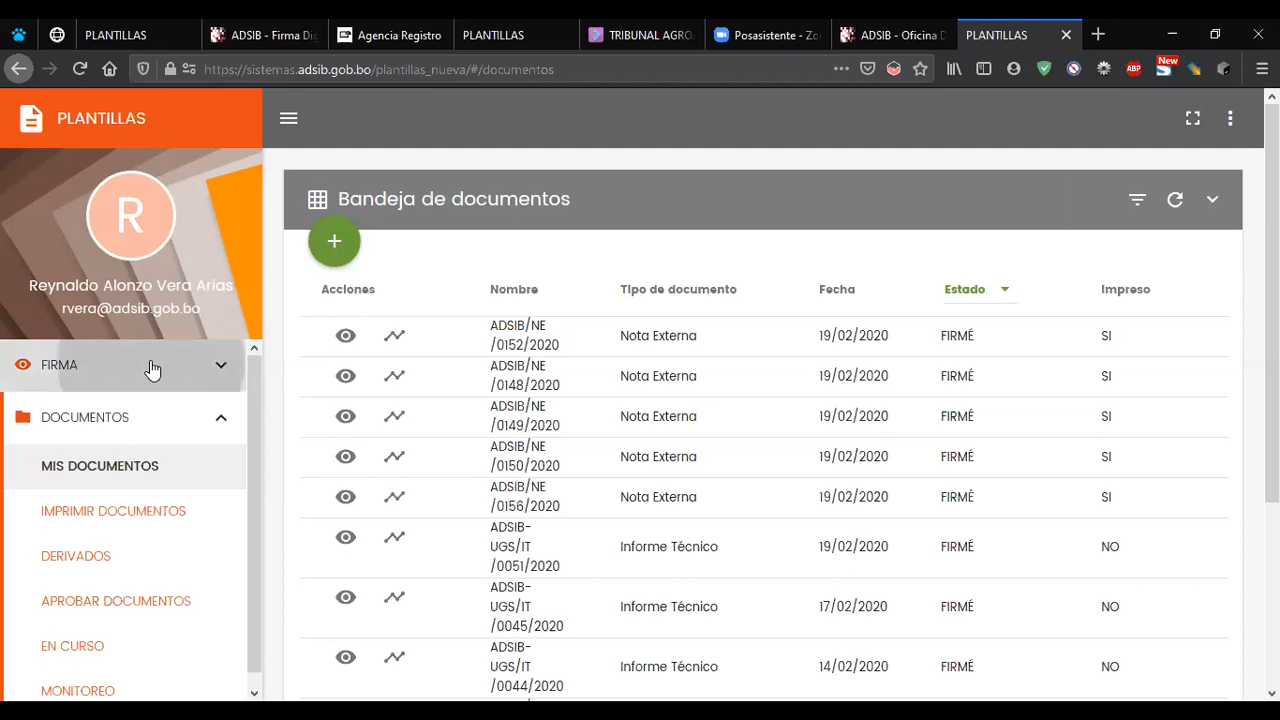 PLANTILLAS
ADSIB - Firma Dig
Agencia Registro
PLANTILLAS
TRIBUNAL AGRO
Posasistente - Zo
ADSIB - Oficina D
PLANTILLAS
https://sistemas.adsib.gob.bo/plantillas_nueva/#/documentos
ABP
New
S
PLANTILLAS
R
Reynaldo Alonzo Vera Arias
rvera@adsib.gob.bo
FIRMA
DOCUMENTOS
MIS DOCUMENTOS
IMPRIMIR DOCUMENTOS
DERIVADOS
APROBAR DOCUMENTOS
EN CURSO
MONITOREO
Bandeja de documentos
Acciones Nombre Tipo de documento Fecha Estado Impreso
ADSIB/NE
/0152/2020 Nota Externa 19/02/2020 FIRMÉ SI
ADSIB/NE
/0148/2020 Nota Externa 19/02/2020 FIRMÉ SI
ADSIB/NE
/0149/2020 Nota Externa 19/02/2020 FIRMÉ SI
ADSIB/NE
/0150/2020 Nota Externa 19/02/2020 FIRMÉ SI
ADSIB/NE
/0156/2020 Nota Externa 19/02/2020 FIRMÉ SI
ADSIB-
UGS/IT Informe Técnico 19/02/2020 FIRMÉ NO
/0051/2020
ADSIB-
UGS/IT Informe Técnico 17/02/2020 FIRMÉ NO
/0045/2020
ADSIB-
UGS/IT Informe Técnico 14/02/2020 FIRMÉ NO
/0044/2020